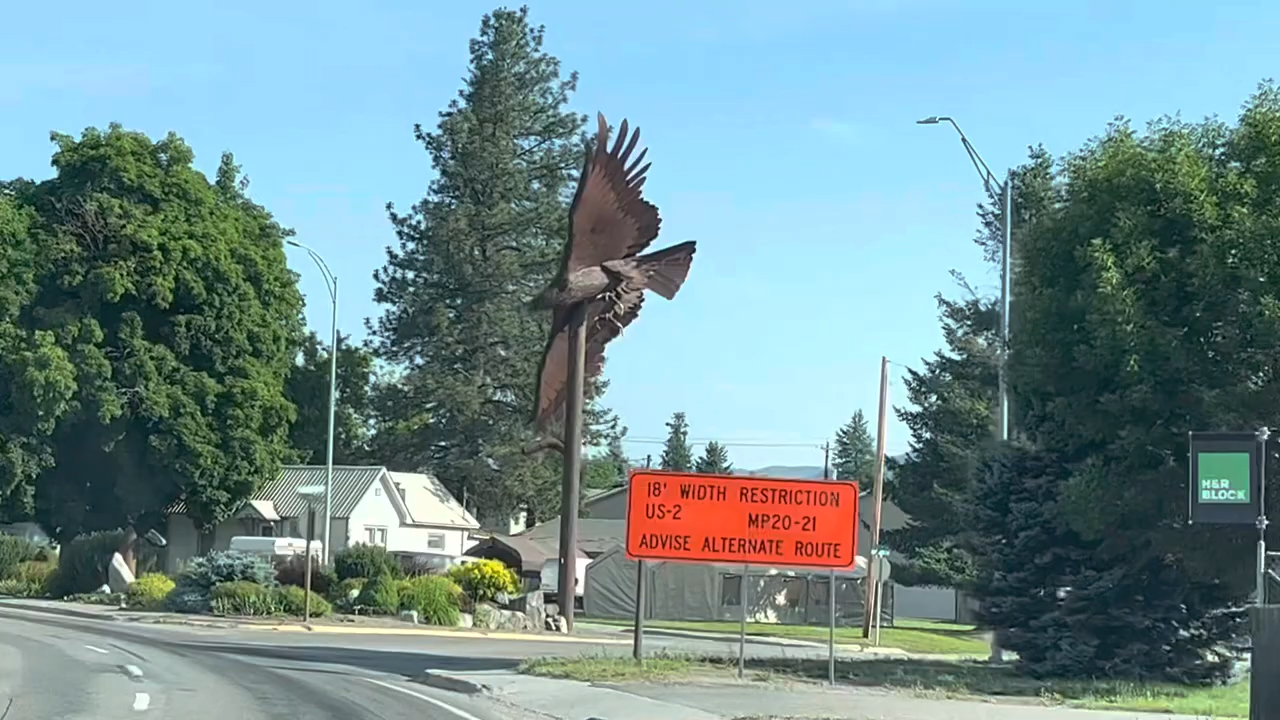 18' WIDTH RESTRICTION
US-2 MP20-21
ADVISE ALTERNATE ROUTE
H&R
BLOCK